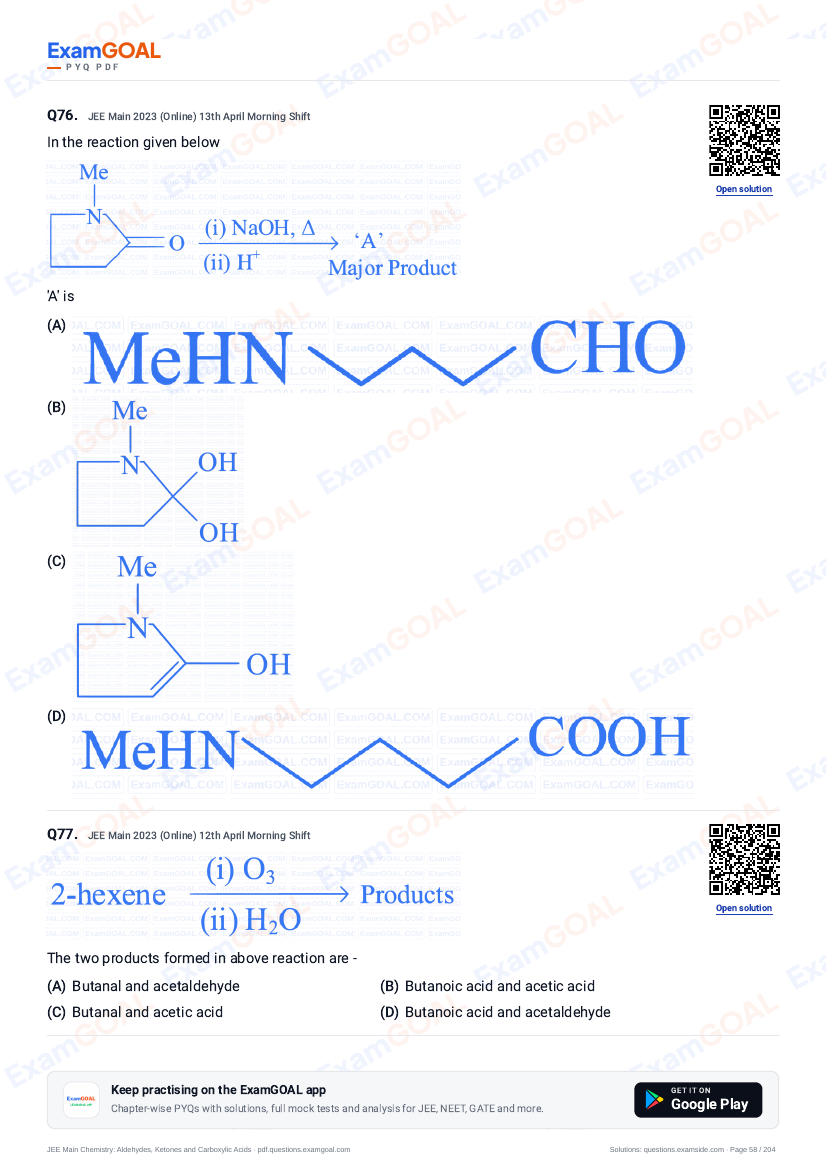 ExamGOAL
PYQ PDF
Q76. JEE Main 2023 (Online) 13th April Morning Shift
In the reaction given below
Open solution
Me
N
O
(i) NaOH, Δ
(ii) H⁺
'A'
Major Product
'A' is
(A) MeHN CHO
(B)
Me
N
OH
OH
(C)
Me
N
OH
(D) MeHN COOH
Q77. JEE Main 2023 (Online) 12th April Morning Shift
2-hexene (i) O₃ (ii) H₂O Products
Open solution
The two products formed in above reaction are -
(A) Butanal and acetaldehyde (B) Butanoic acid and acetic acid
(C) Butanal and acetic acid (D) Butanoic acid and acetaldehyde
ExamGOAL
Keep practising on the ExamGOAL app
Chapter-wise PYQs with solutions, full mock tests and analysis for JEE, NEET, GATE and more.
GET IT ON
Google Play
JEE Main Chemistry: Aldehydes, Ketones and Carboxylic Acids · pdf.questions.examgoal.com Solutions: questions.examside.com · Page 58 / 204